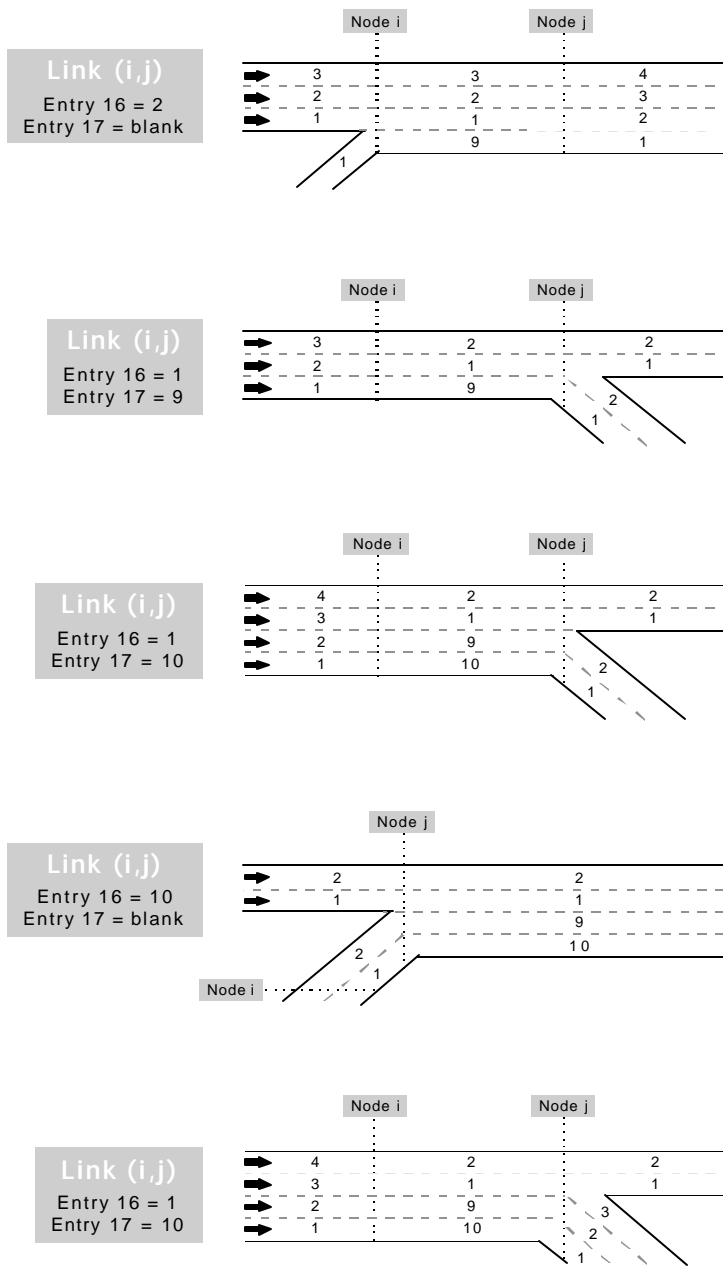 Node i Node j
Link (i,j)
Entry 16 = 2
Entry 17 = blank
3 3 4
2 2 3
1 1 2
9 1
1
Node i Node j
Link (i,j)
Entry 16 = 1
Entry 17 = 9
3 2 2
2 1 1
1 9
2
1
Node i Node j
Link (i,j)
Entry 16 = 1
Entry 17 = 10
4 2 2
3 1 1
2 9
1 10
2
1
Node j
Link (i,j)
Entry 16 = 10
Entry 17 = blank
2 2
1 1
9
10
2
1
Node i
Node i Node j
Link (i,j)
Entry 16 = 1
Entry 17 = 10
4 2 2
3 1 1
2 9
1 10
3
2
1